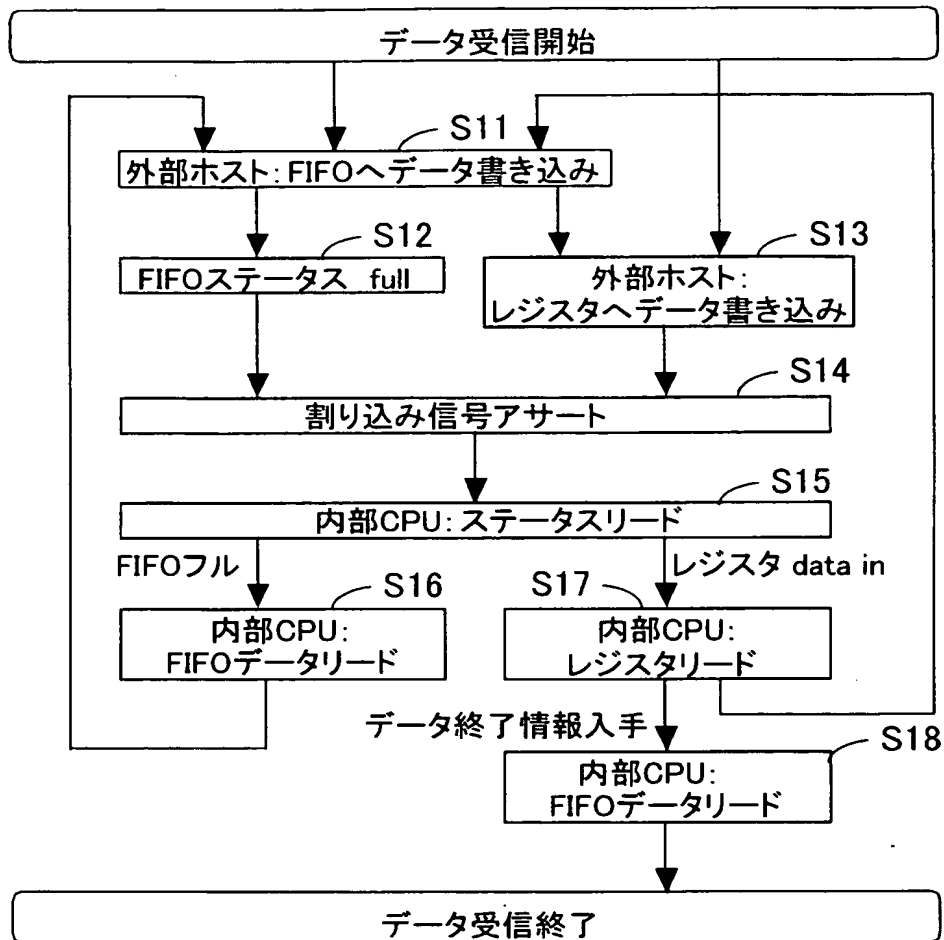 データ受信開始
S11
外部ホスト:FIFOへデータ書き込み
S12
FIFOステータス full
S13
外部ホスト:
レジスタへデータ書き込み
S14
割り込み信号アサート
S15
内部CPU:ステータスリード
FIFOフル
レジスタ data in
S16
内部CPU:
FIFOデータリード
S17
内部CPU:
レジスタリード
データ終了情報入手
S18
内部CPU:
FIFOデータリード
データ受信終了